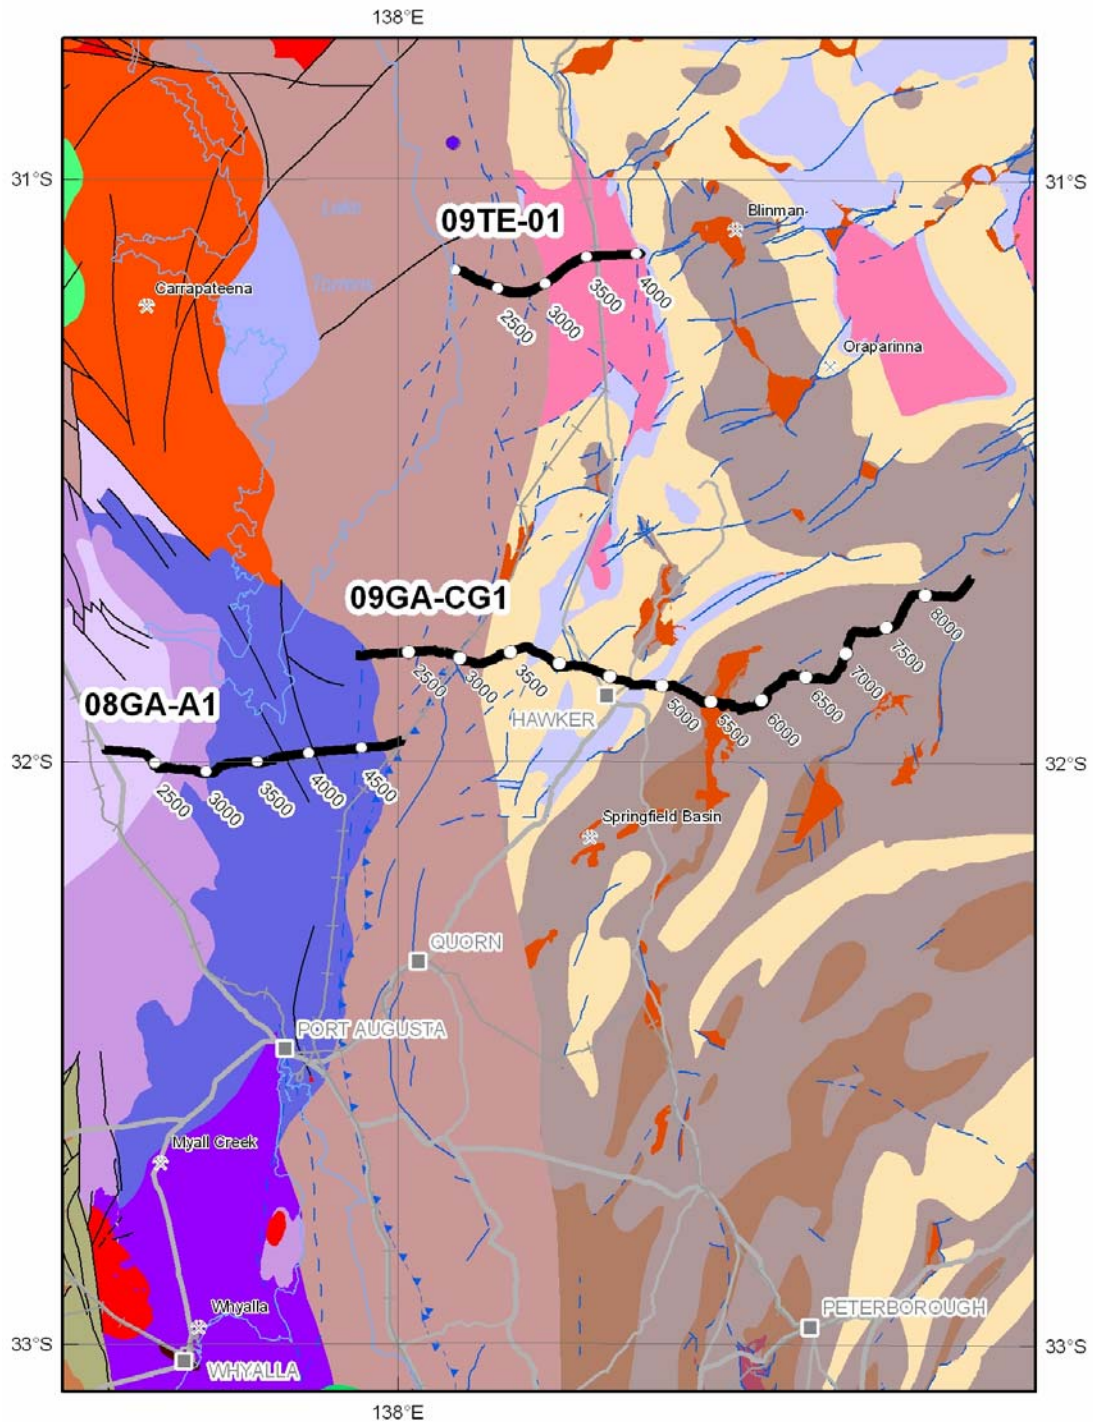 138°E
31°S
31°S
Lake
Torrens
09TE-01
Blinman
Carrapateena
2500
3000
3500
4000
Oraparinna
09GA-CG1
2500
3000
3500
5000
5500
6000
6500
7000
7500
8000
HAWKER
08GA-A1
32°S
32°S
2500
3000
3500
4000
4500
Springfield Basin
QUORN
PORT AUGUSTA
Myall Creek
Whyalla
PETERBOROUGH
33°S
33°S
WHYALLA
138°E